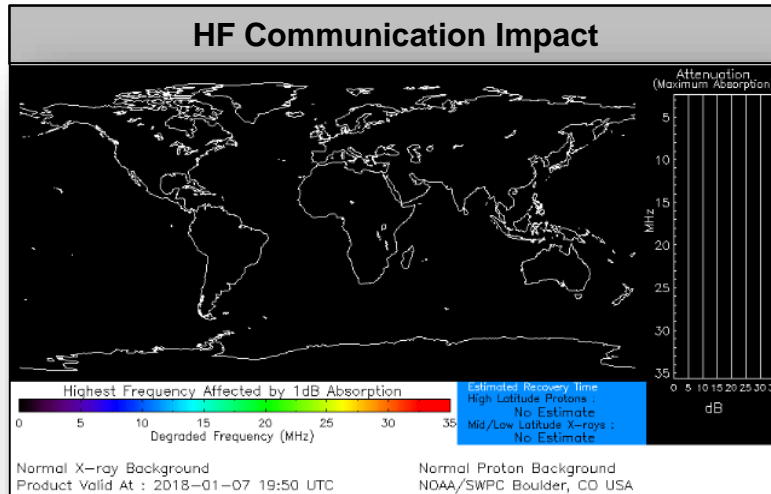 HF Communication Impact
Attenuation
(Maximum Absorption)
5
10
15
20
25
30
35
MHz
0 5 10 15 20 25 30
dB
Highest Frequency Affected by 1dB Absorption
0 5 10 15 20 25 30 35
Degraded Frequency (MHz)
Estimated Recovery Time
High Latitude Protons :
No Estimate
Mid/Low Latitude X-rays :
No Estimate
Normal X-ray Background
Normal Proton Background
Product Valid At : 2018-01-07 19:50 UTC
NOAA/SWPC Boulder, CO USA